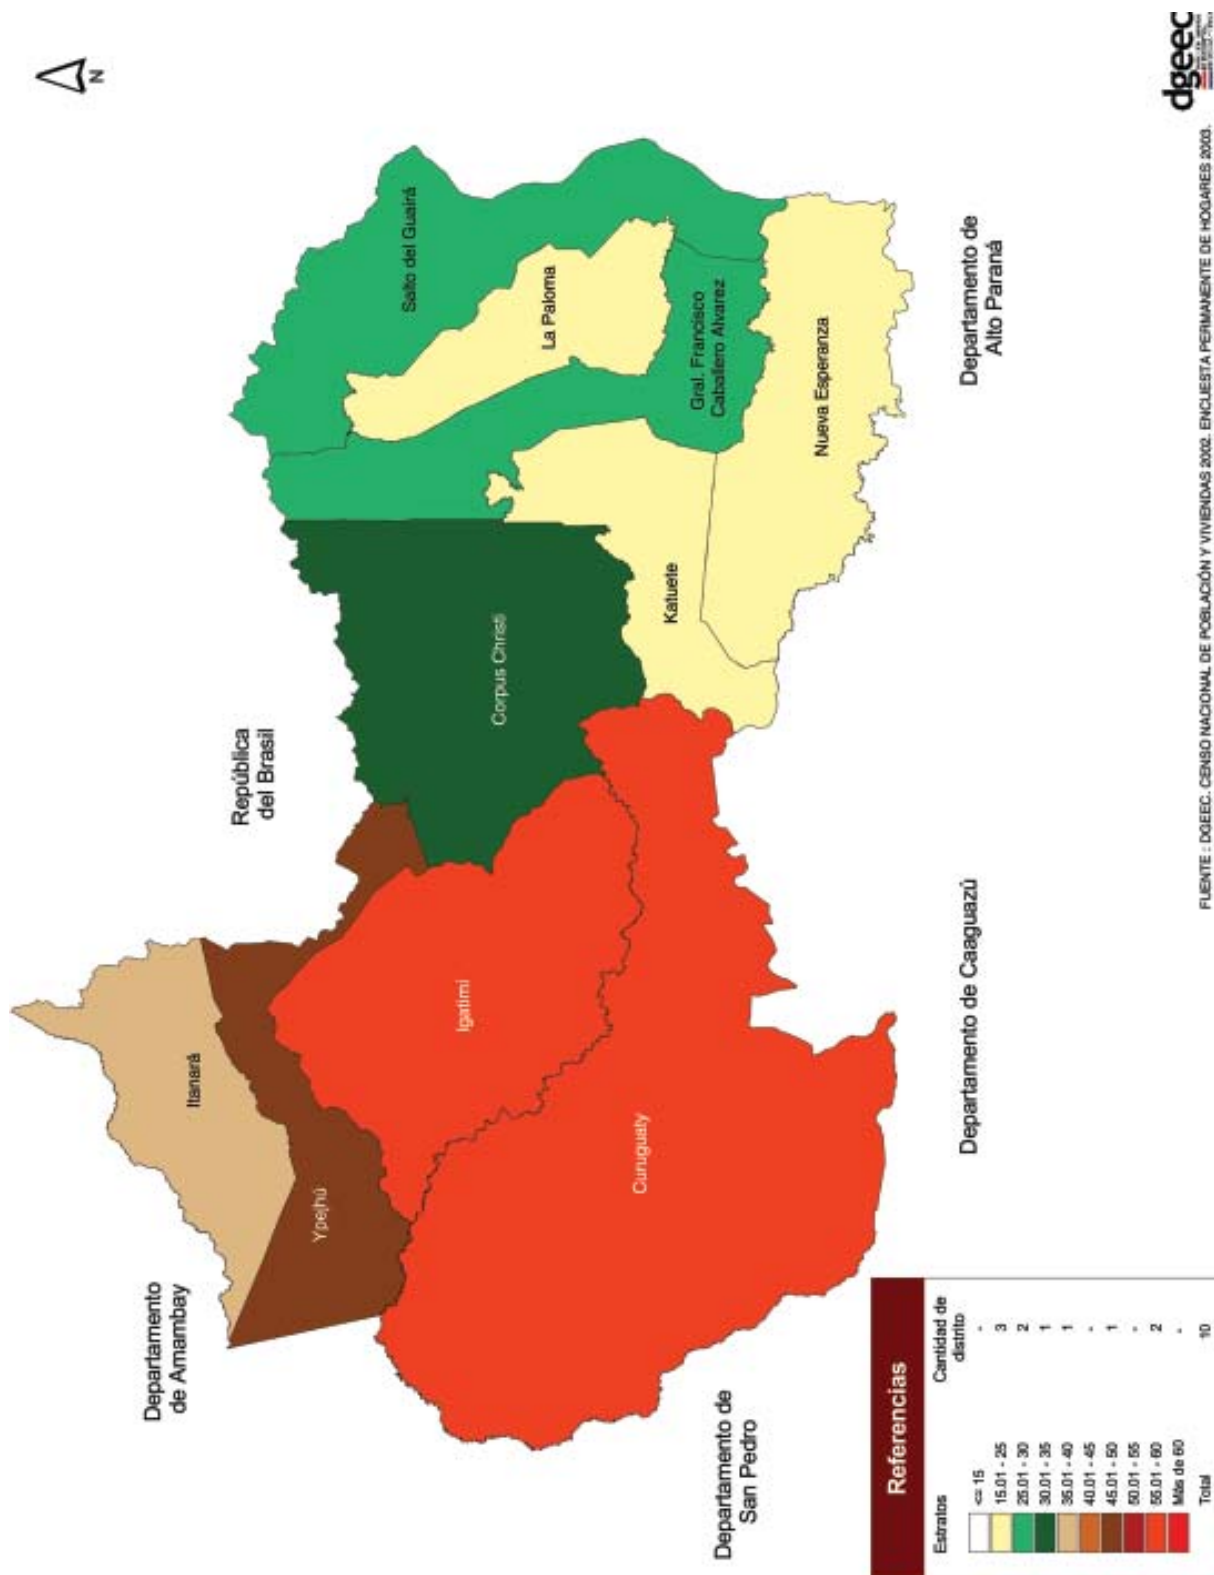 N
República
del Brasil
Departamento
de Amambay
Itanará
Ypejhú
Salto del Guairá
La Paloma
Corpus Christi
Igatimi
Curuguaty
Katuete
Gral. Francisco
Caballero Alvarez
Nueva Esperanza
Departamento de
San Pedro
Departamento de Caaguazú
Departamento de
Alto Paraná
Referencias
Estratos Cantidad de
distrito
<= 15 -
15.01 - 25 3
25.01 - 30 2
30.01 - 35 1
35.01 - 40 1
40.01 - 45 -
45.01 - 50 1
50.01 - 55 -
55.01 - 60 2
Más de 60 -
Total 10
FUENTE : DGEEC. CENSO NACIONAL DE POBLACIÓN Y VIVIENDAS 2002. ENCUESTA PERMANENTE DE HOGARES 2003.
dgeec